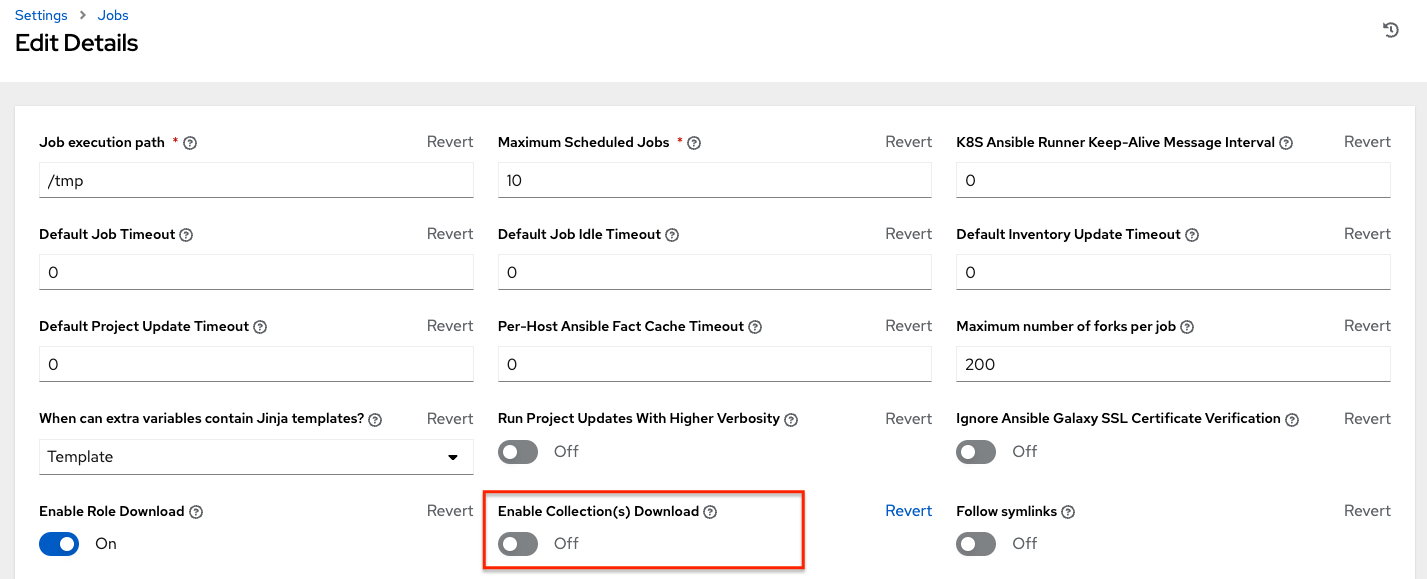 Settings > Jobs
Edit Details
Job execution path * Revert
/tmp
Maximum Scheduled Jobs * Revert
10
K8S Ansible Runner Keep-Alive Message Interval Revert
0
Default Job Timeout Revert
0
Default Job Idle Timeout Revert
0
Default Inventory Update Timeout Revert
0
Default Project Update Timeout Revert
0
Per-Host Ansible Fact Cache Timeout Revert
0
Maximum number of forks per job Revert
200
When can extra variables contain Jinja templates? Revert
Template
Run Project Updates With Higher Verbosity Revert
Off
Ignore Ansible Galaxy SSL Certificate Verification Revert
Off
Enable Role Download Revert
On
Enable Collection(s) Download Revert
Off
Follow symlinks Revert
Off